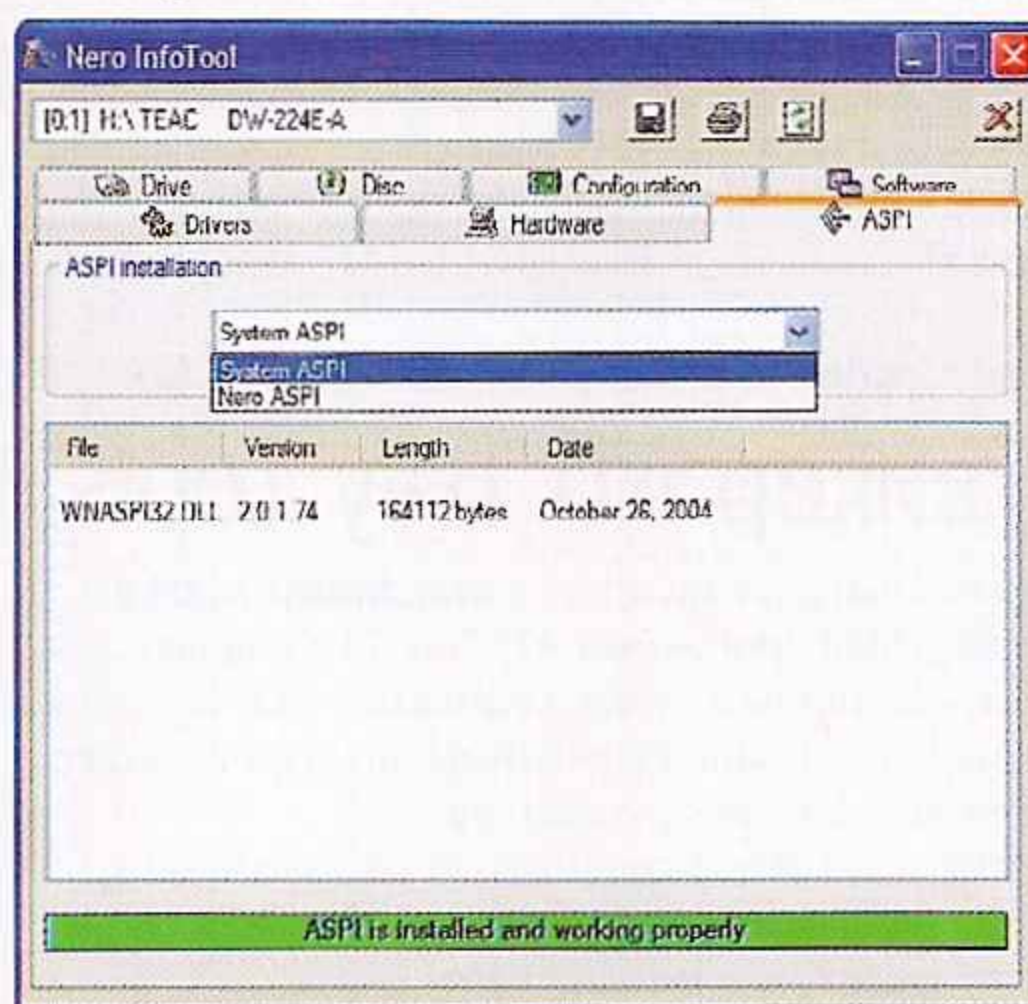 Nero InfoTool
[0:1] H:\ TEAC DW-224E-A
Drive Disc Configuration Software
Drivers Hardware ASPI
ASPI installation
System ASPI
System ASPI
Nero ASPI
File Version Length Date
WNASPI32.DLL 2.0.1.74 164112 bytes October 26, 2004
ASPI is installed and working properly